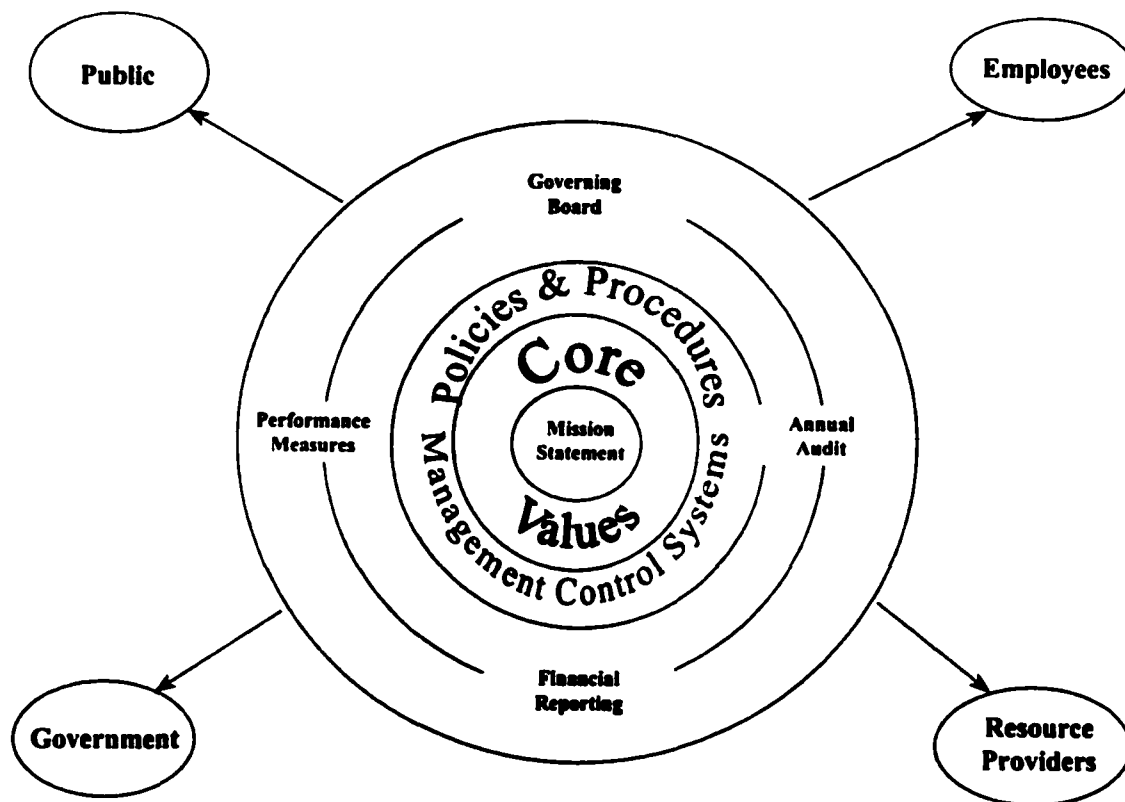 Public
Employees
Governing
Board
Policies & Procedures
Core
Performance
Measures
Mission
Statement
Annual
Audit
Values
Management Control Systems
Financial
Reporting
Government
Resource
Providers